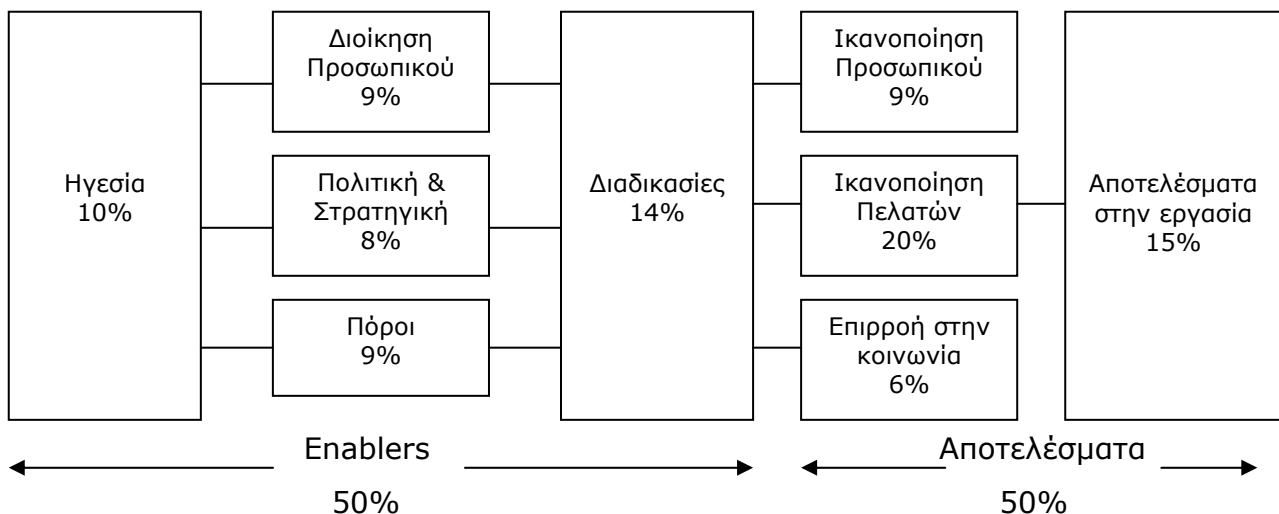 Ηγεσία
10%
Διοίκηση
Προσωπικού
9%
Πολιτική &
Στρατηγική
8%
Πόροι
9%
Διαδικασίες
14%
Ικανοποίηση
Προσωπικού
9%
Ικανοποίηση
Πελατών
20%
Επιρροή στην
κοινωνία
6%
Αποτελέσματα
στην εργασία
15%
Enablers
50%
Αποτελέσματα
50%